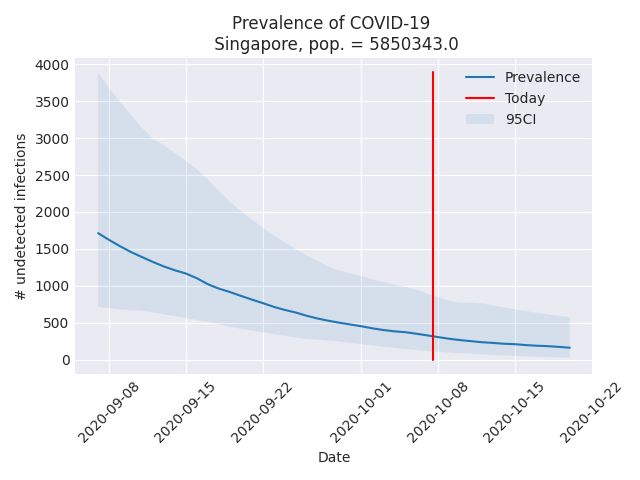 Prevalence of COVID-19
Singapore, pop. = 5850343.0
Prevalence
Today
95CI
4000
3500
3000
2500
2000
1500
1000
500
0
# undetected infections
2020-09-08
2020-09-15
2020-09-22
2020-10-01
2020-10-08
2020-10-15
2020-10-22
Date